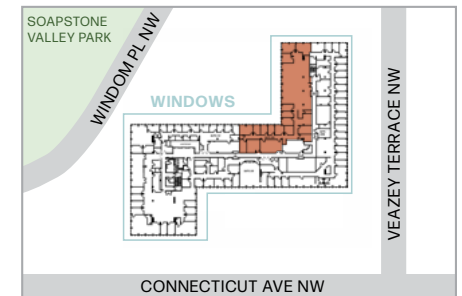 SOAPSTONE
VALLEY PARK
WINDOM PL NW
WINDOWS
VEAZEY TERRACE NW
CONNECTICUT AVE NW